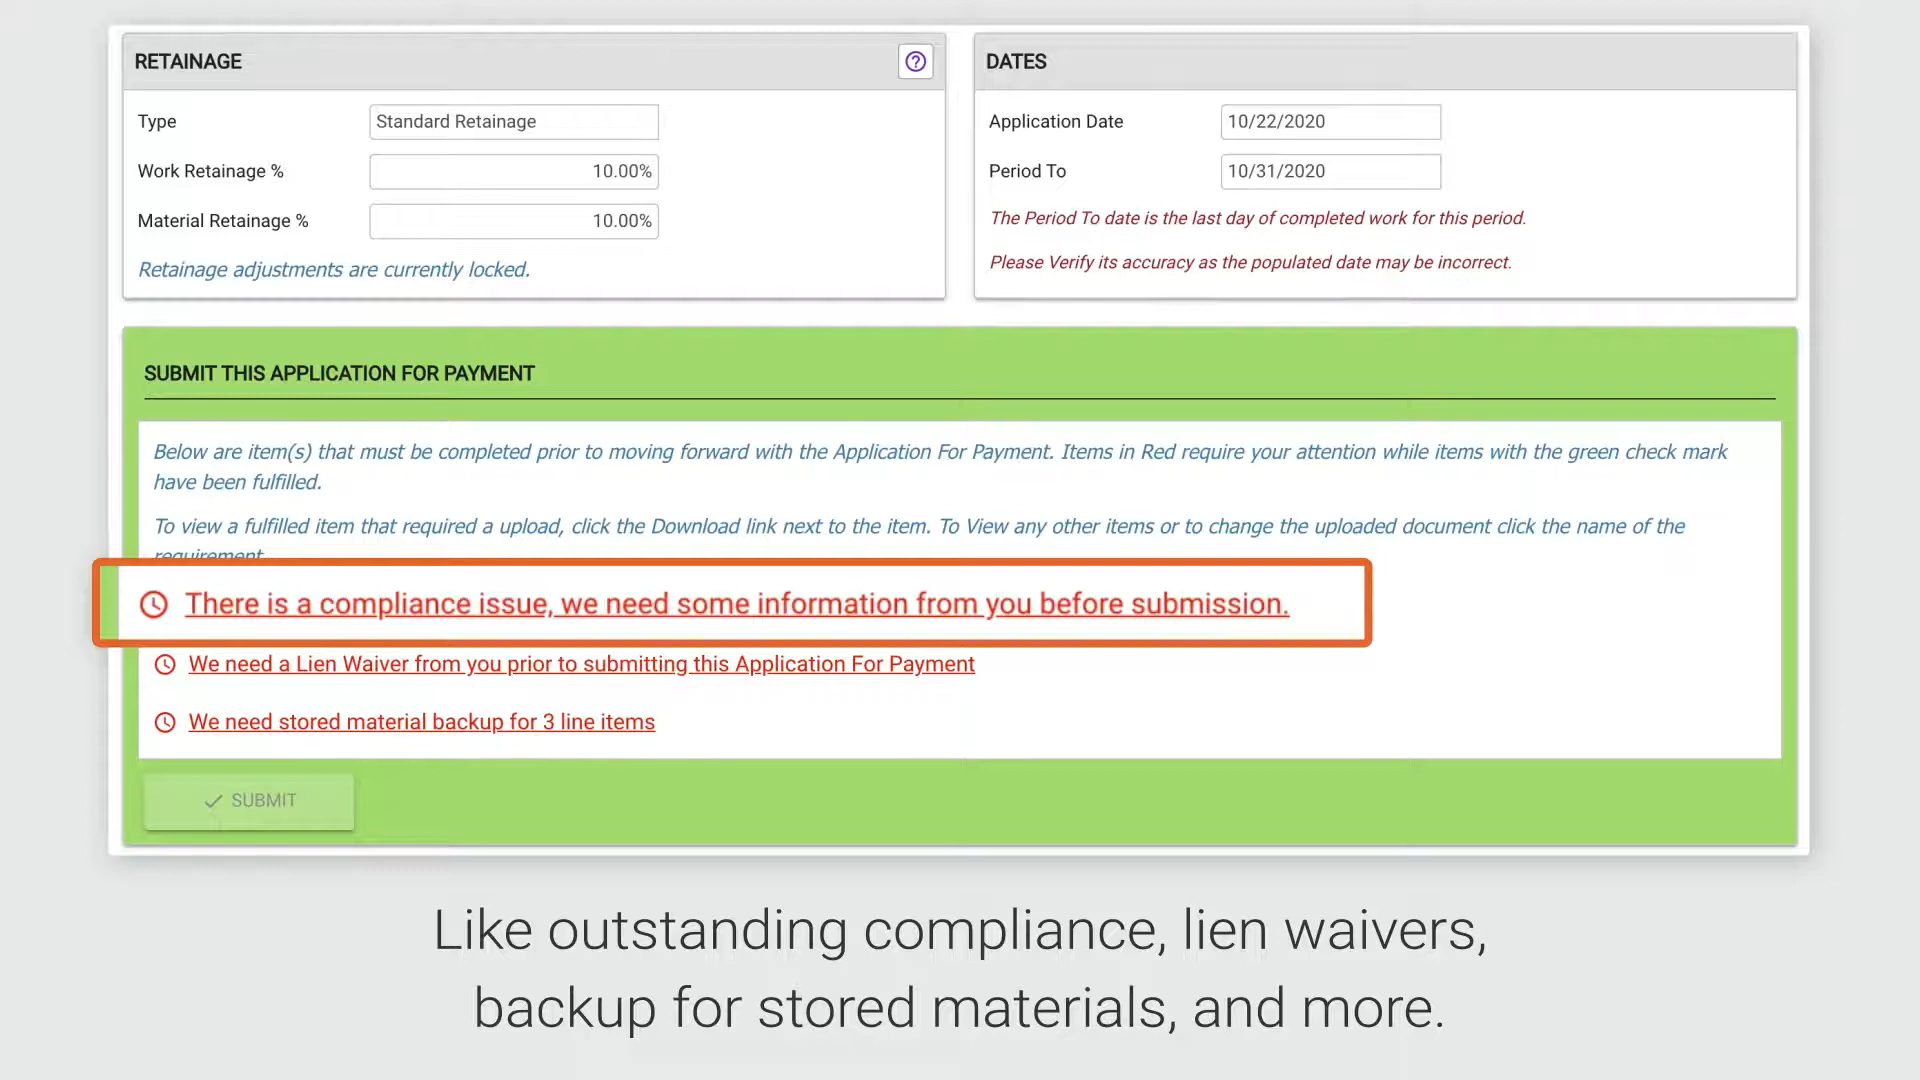 RETAINAGE
Type
Standard Retainage
Work Retainage %
10.00%
Material Retainage %
10.00%
Retainage adjustments are currently locked.
DATES
Application Date
10/22/2020
Period To
10/31/2020
The Period To date is the last day of completed work for this period.
Please Verify its accuracy as the populated date may be incorrect.
SUBMIT THIS APPLICATION FOR PAYMENT
Below are item(s) that must be completed prior to moving forward with the Application For Payment. Items in Red require your attention while items with the green check mark
have been fulfilled.
To view a fulfilled item that required a upload, click the Download link next to the item. To View any other items or to change the uploaded document click the name of the
requirement.
There is a compliance issue, we need some information from you before submission.
We need a Lien Waiver from you prior to submitting this Application For Payment
We need stored material backup for 3 line items
SUBMIT
Like outstanding compliance, lien waivers,
backup for stored materials, and more.